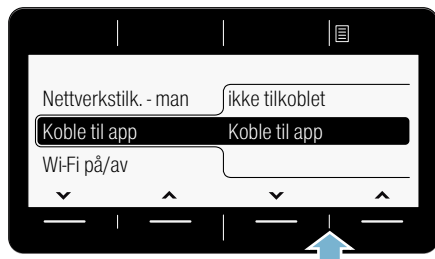 Nettverkstilk. - man ikke tilkoblet
Koble til app Koble til app
Wi-Fi på/av